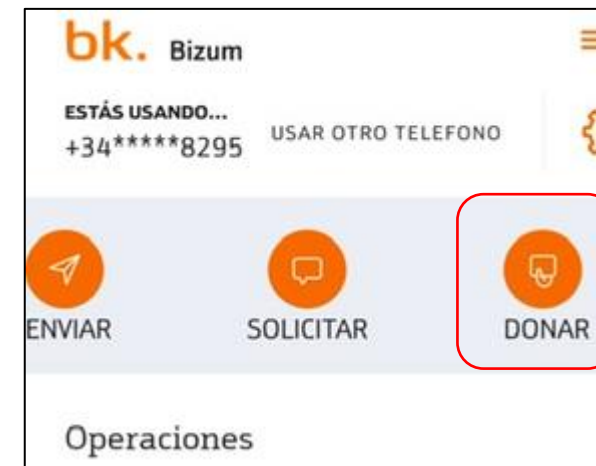 bk. Bizum
ESTÁS USANDO...
+34*****8295 USAR OTRO TELEFONO
ENVIAR SOLICITAR DONAR
Operaciones